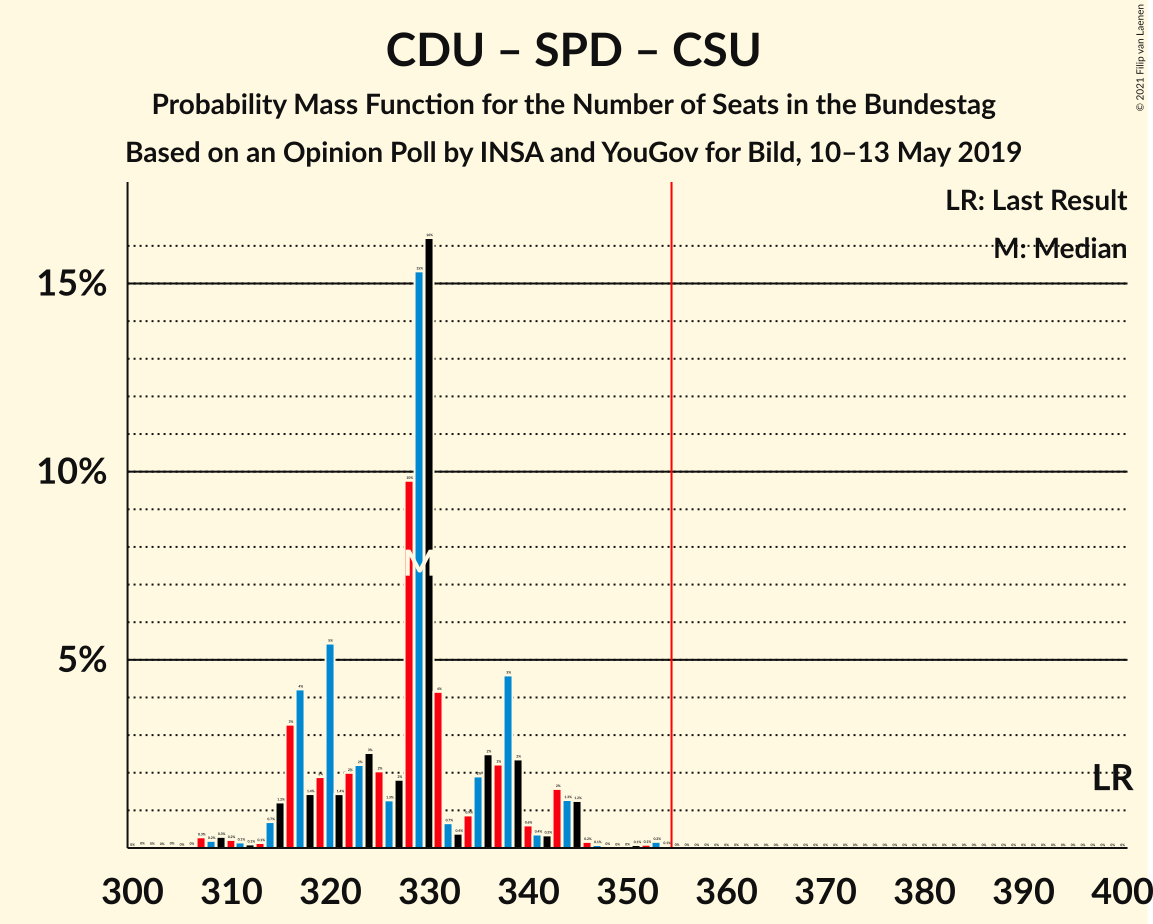 CDU – SPD – CSU
Probability Mass Function for the Number of Seats in the Bundestag
Based on an Opinion Poll by INSA and YouGov for Bild, 10–13 May 2019
© 2021 Filip van Laenen
LR: Last Result
M: Median
15%
10%
5%
M
LR
300 310 320 330 340 350 360 370 380 390 400